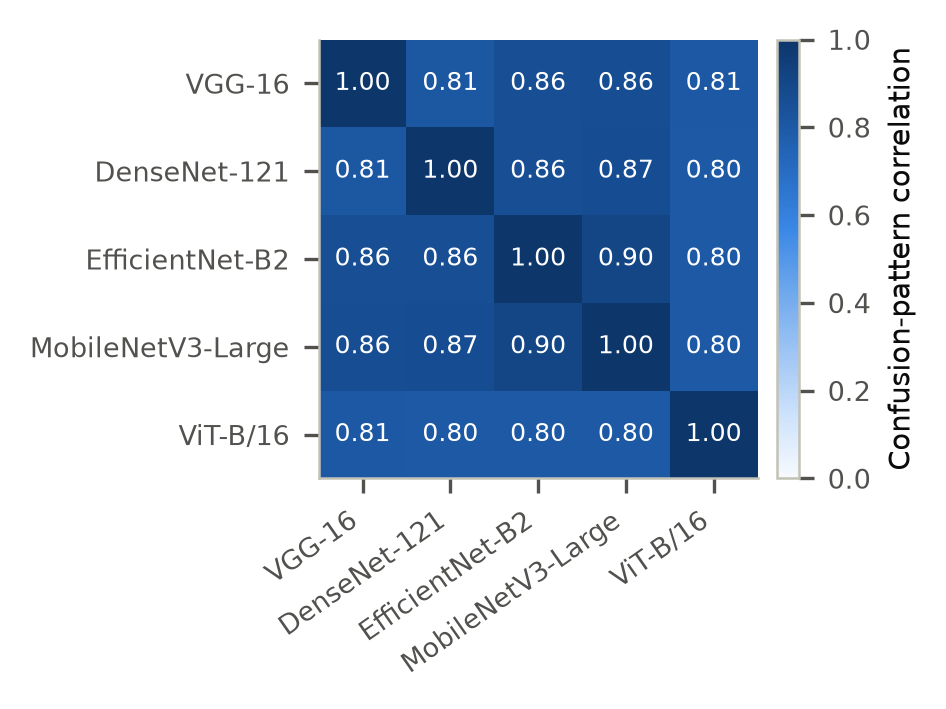 VGG-16 1.00 0.81 0.86 0.86 0.81
DenseNet-121 0.81 1.00 0.86 0.87 0.80
EfficientNet-B2 0.86 0.86 1.00 0.90 0.80
MobileNetV3-Large 0.86 0.87 0.90 1.00 0.80
ViT-B/16 0.81 0.80 0.80 0.80 1.00
VGG-16
DenseNet-121
EfficientNet-B2
MobileNetV3-Large
ViT-B/16
1.0
0.8
0.6
0.4
0.2
0.0
Confusion-pattern correlation